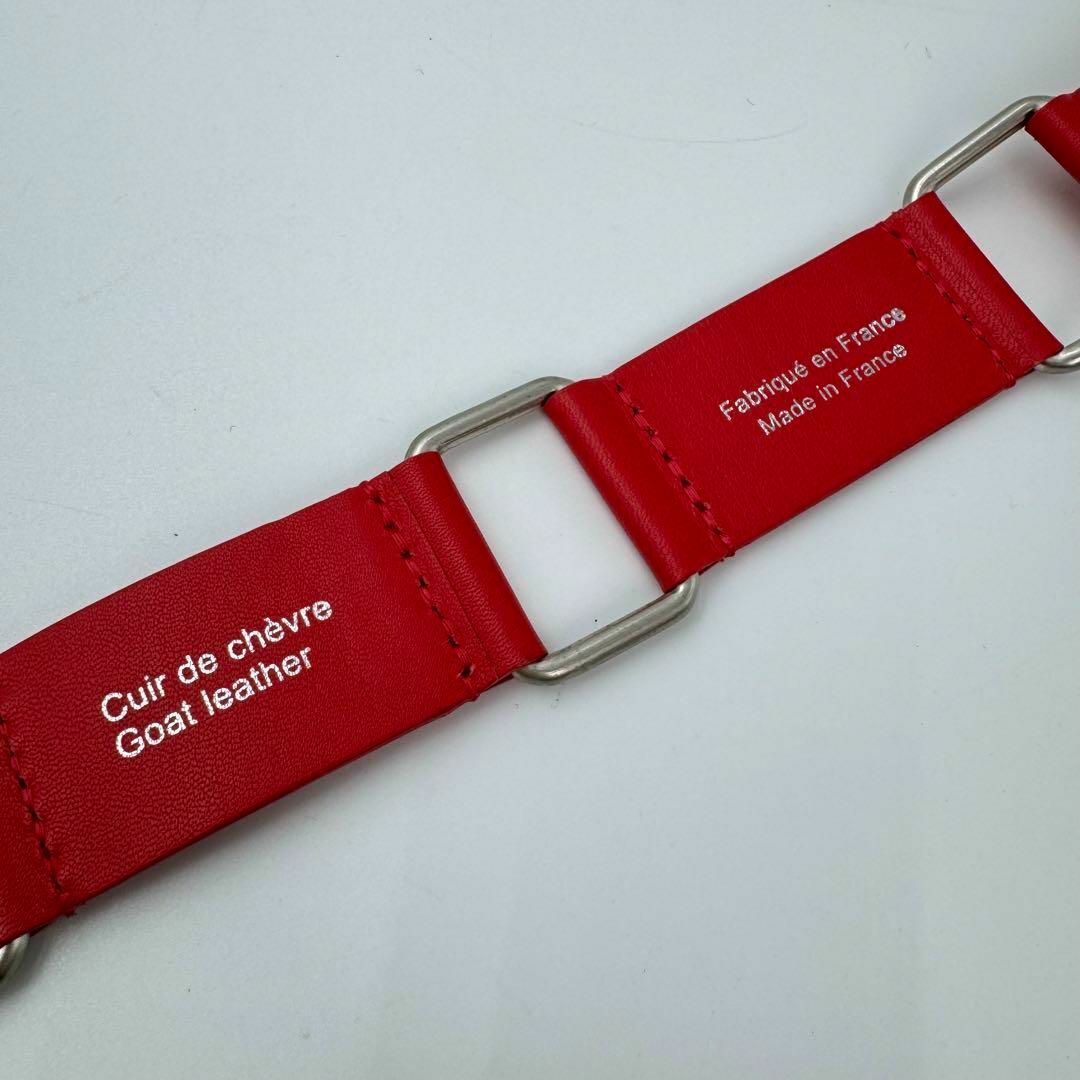 Cuir de chèvre
Goat leather
Fabriqué en France
Made in France